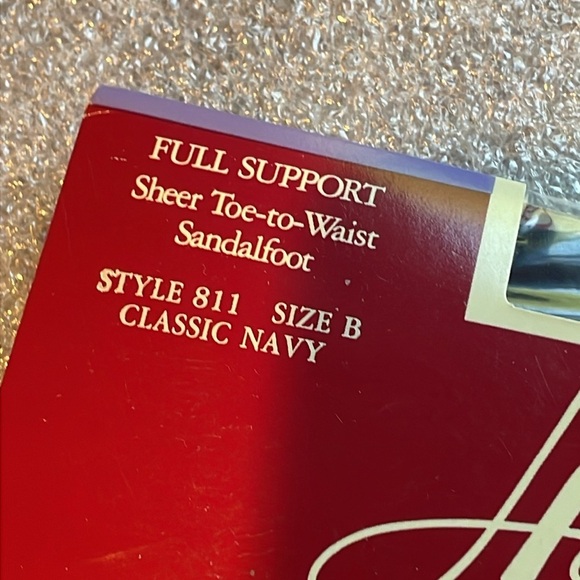 FULL SUPPORT
Sheer Toe-to-Waist
Sandalfoot
STYLE 811 SIZE B
CLASSIC NAVY